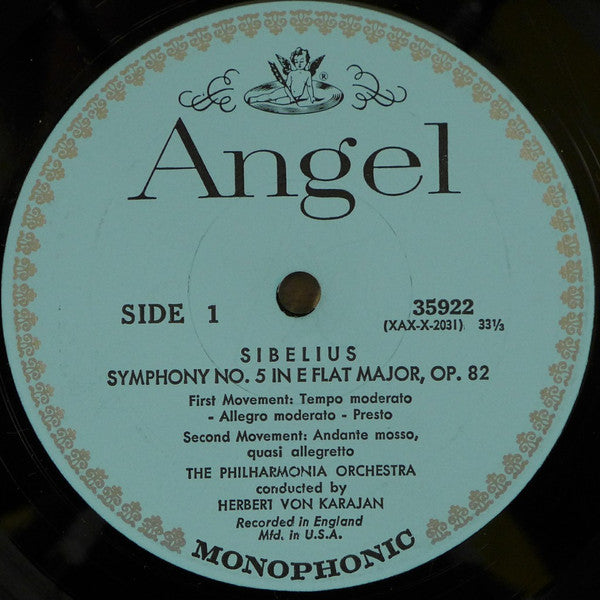 ®
Angel
SIDE 1
35922
(XAX-X-2031) 33⅓
SIBELIUS
SYMPHONY NO. 5 IN E FLAT MAJOR, OP. 82
First Movement: Tempo moderato
- Allegro moderato - Presto
Second Movement: Andante mosso,
quasi allegretto
THE PHILHARMONIA ORCHESTRA
conducted by
HERBERT VON KARAJAN
Recorded in England
Mfd. in U.S.A.
MONOPHONIC